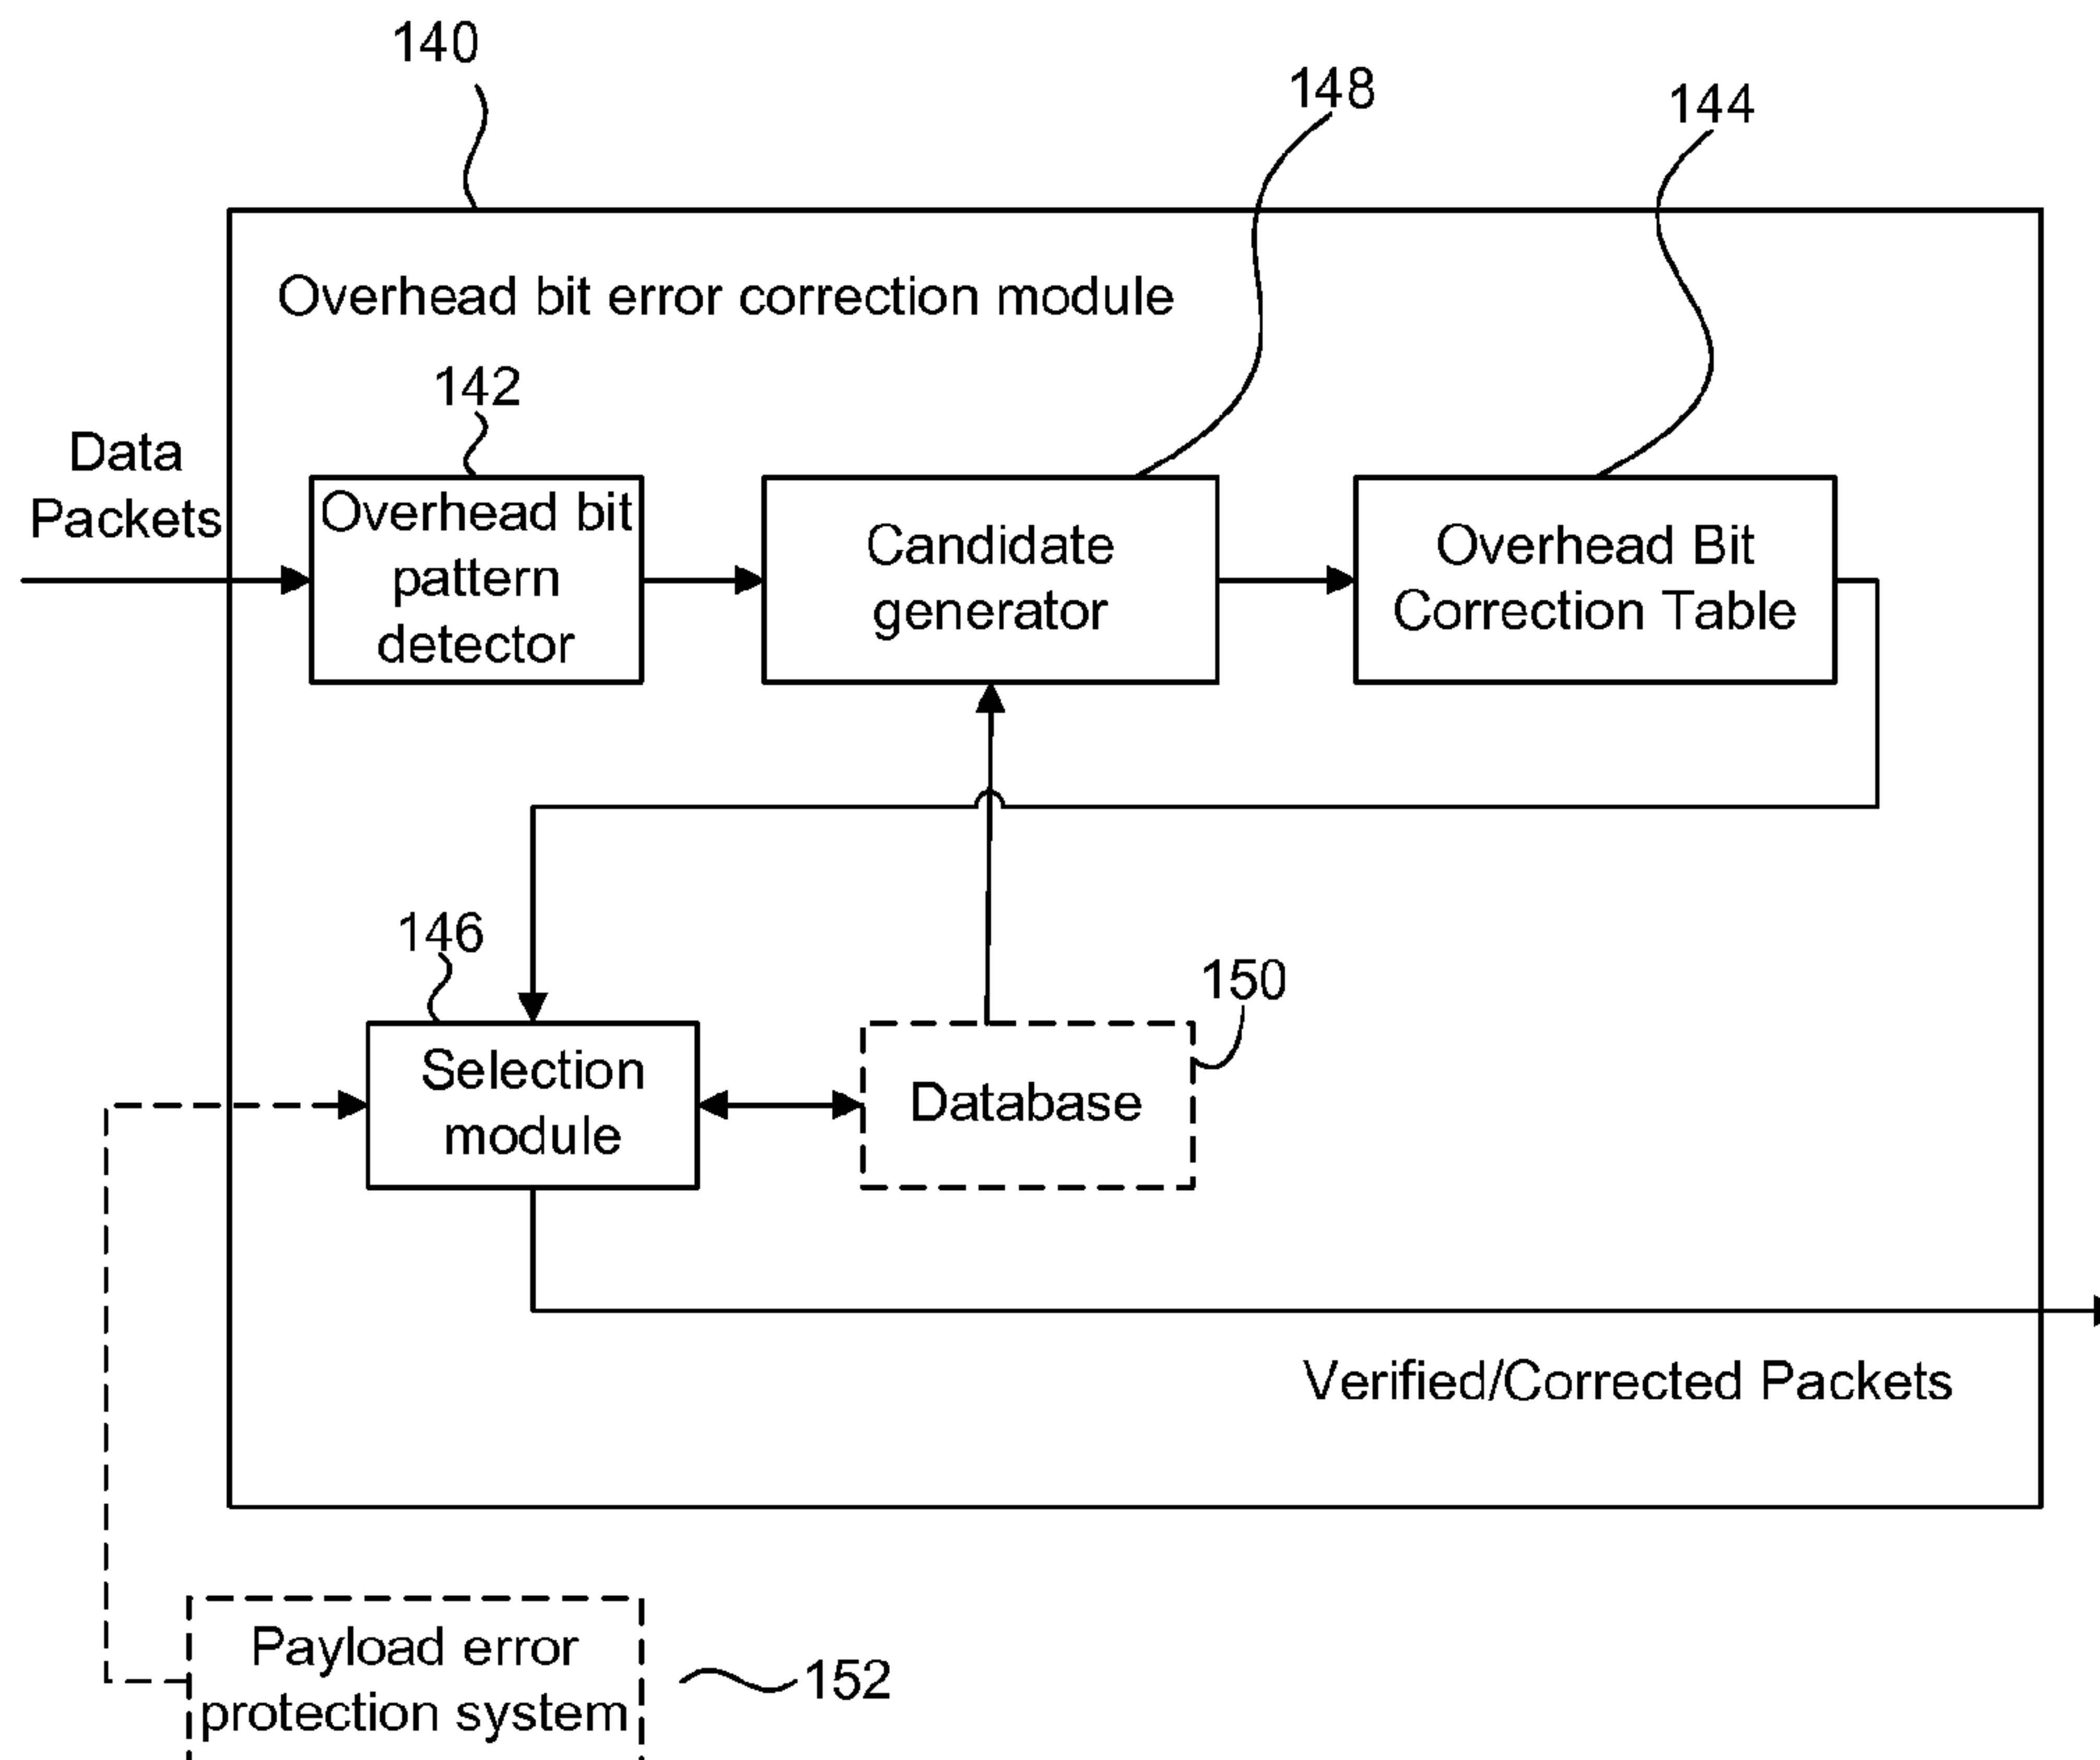 140
148
144
Overhead bit error correction module
142
Data
Packets
Overhead bit
pattern
detector
Candidate
generator
Overhead Bit
Correction Table
146
150
Selection
module
Database
Verified/Corrected Packets
Payload error
protection system
152